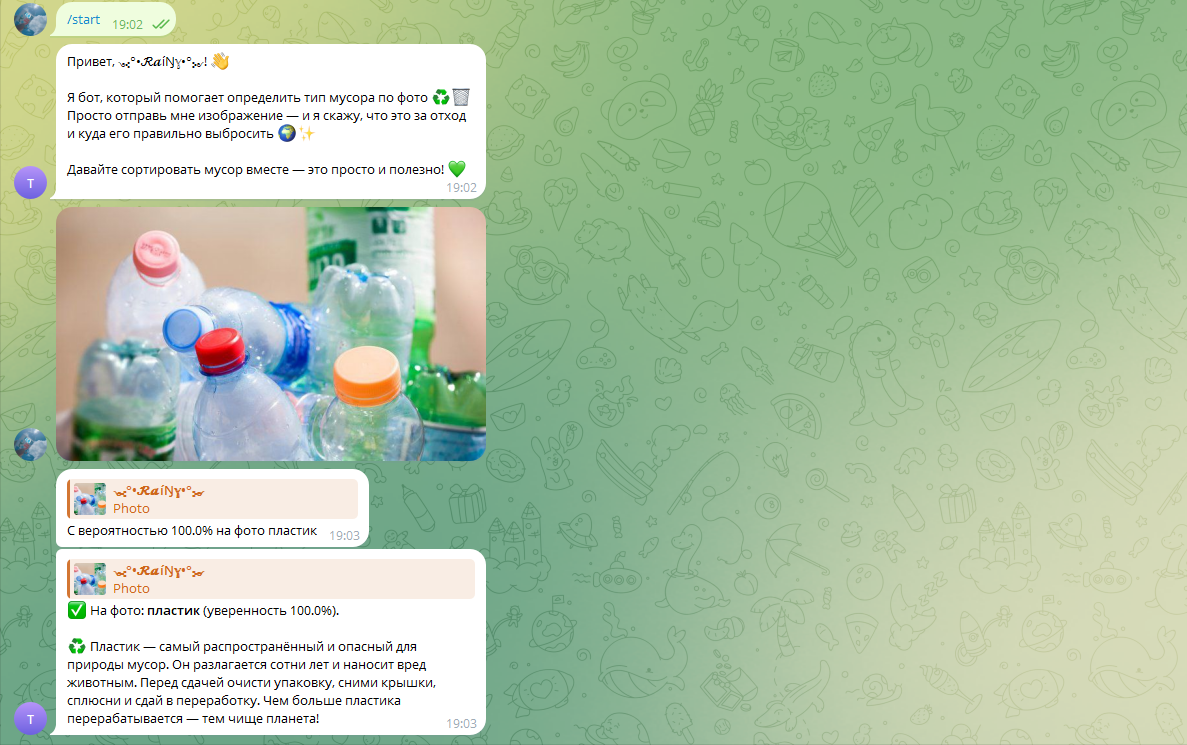 /start 19:02
Привет, ৎ°•𝓡𝓪íŊɣ•°ৎ! 👋
Я бот, который помогает определить тип мусора по фото ♻️🗑️
Просто отправь мне изображение — и я скажу, что это за отход
и куда его правильно выбросить 🌍✨
Давайте сортировать мусор вместе — это просто и полезно! 💚
19:02
T
•𝓡𝓪íŊɣ•
Photo
С вероятностью 100.0% на фото пластик 19:03
•𝓡𝓪íŊɣ•
Photo
✅ На фото: пластик (уверенность 100.0%).
♻️ Пластик — самый распространённый и опасный для
природы мусор. Он разлагается сотни лет и наносит вред
животным. Перед сдачей очисти упаковку, сними крышки,
сплюсни и сдай в переработку. Чем больше пластика
перерабатывается — тем чище планета!
19:03
T